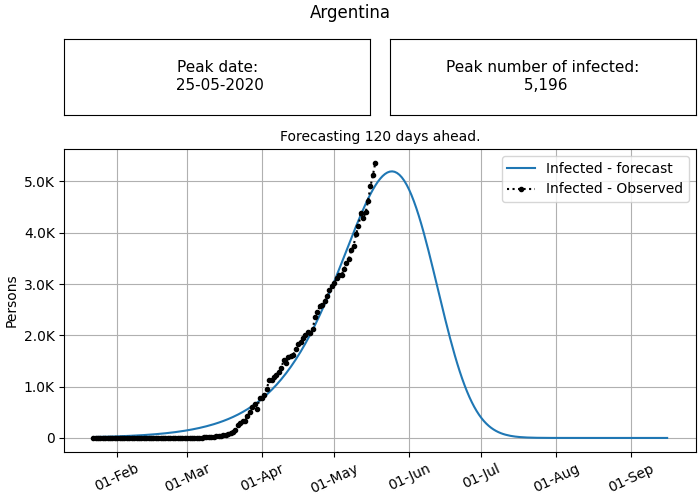 Argentina
Peak date:
25-05-2020
Peak number of infected:
5,196
Forecasting 120 days ahead.
Infected - forecast
Infected - Observed
Persons
5.0K
4.0K
3.0K
2.0K
1.0K
0
01-Feb
01-Mar
01-Apr
01-May
01-Jun
01-Jul
01-Aug
01-Sep